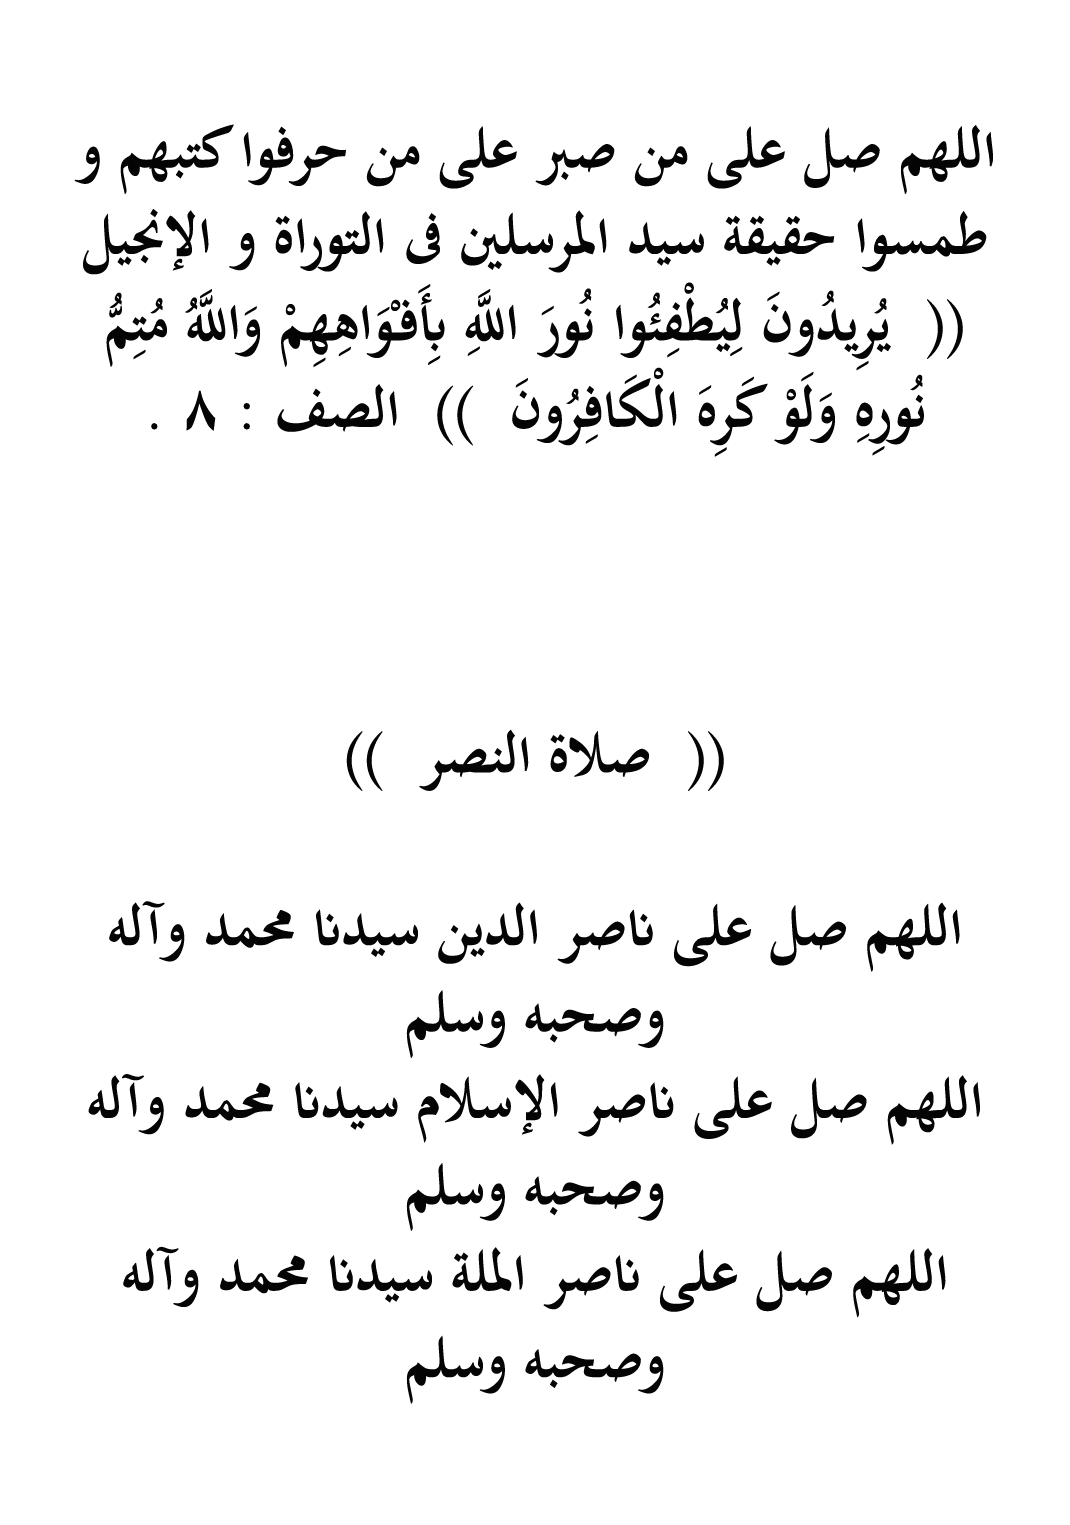 اللهم صل على من صبر على من حرفوا كتبهم و
طمسوا حقيقة سيد المرسلين فى التوراة و الإنجيل
(( يُرِيدُونَ لِيُطْفِئُوا نُورَ اللَّهِ بِأَفْوَاهِهِمْ وَاللَّهُ مُتِمُّ
نُورِهِ وَلَوْ كَرِهَ الْكَافِرُونَ )) الصف : ٨ .
(( صلاة النصر ))
اللهم صل على ناصر الدين سيدنا محمد وآله
وصحبه وسلم
اللهم صل على ناصر الإسلام سيدنا محمد وآله
وصحبه وسلم
اللهم صل على ناصر الملة سيدنا محمد وآله
وصحبه وسلم